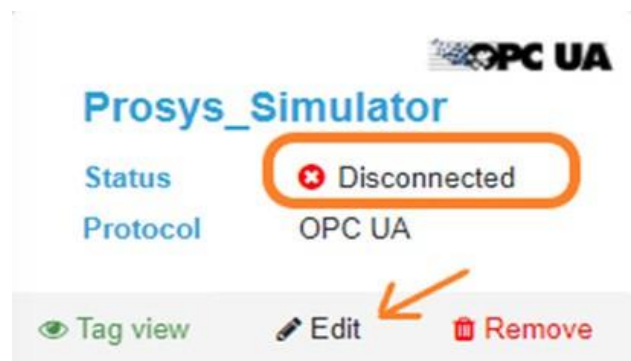 OPC UA
Prosys_Simulator
Status Disconnected
Protocol OPC UA
Tag view Edit Remove